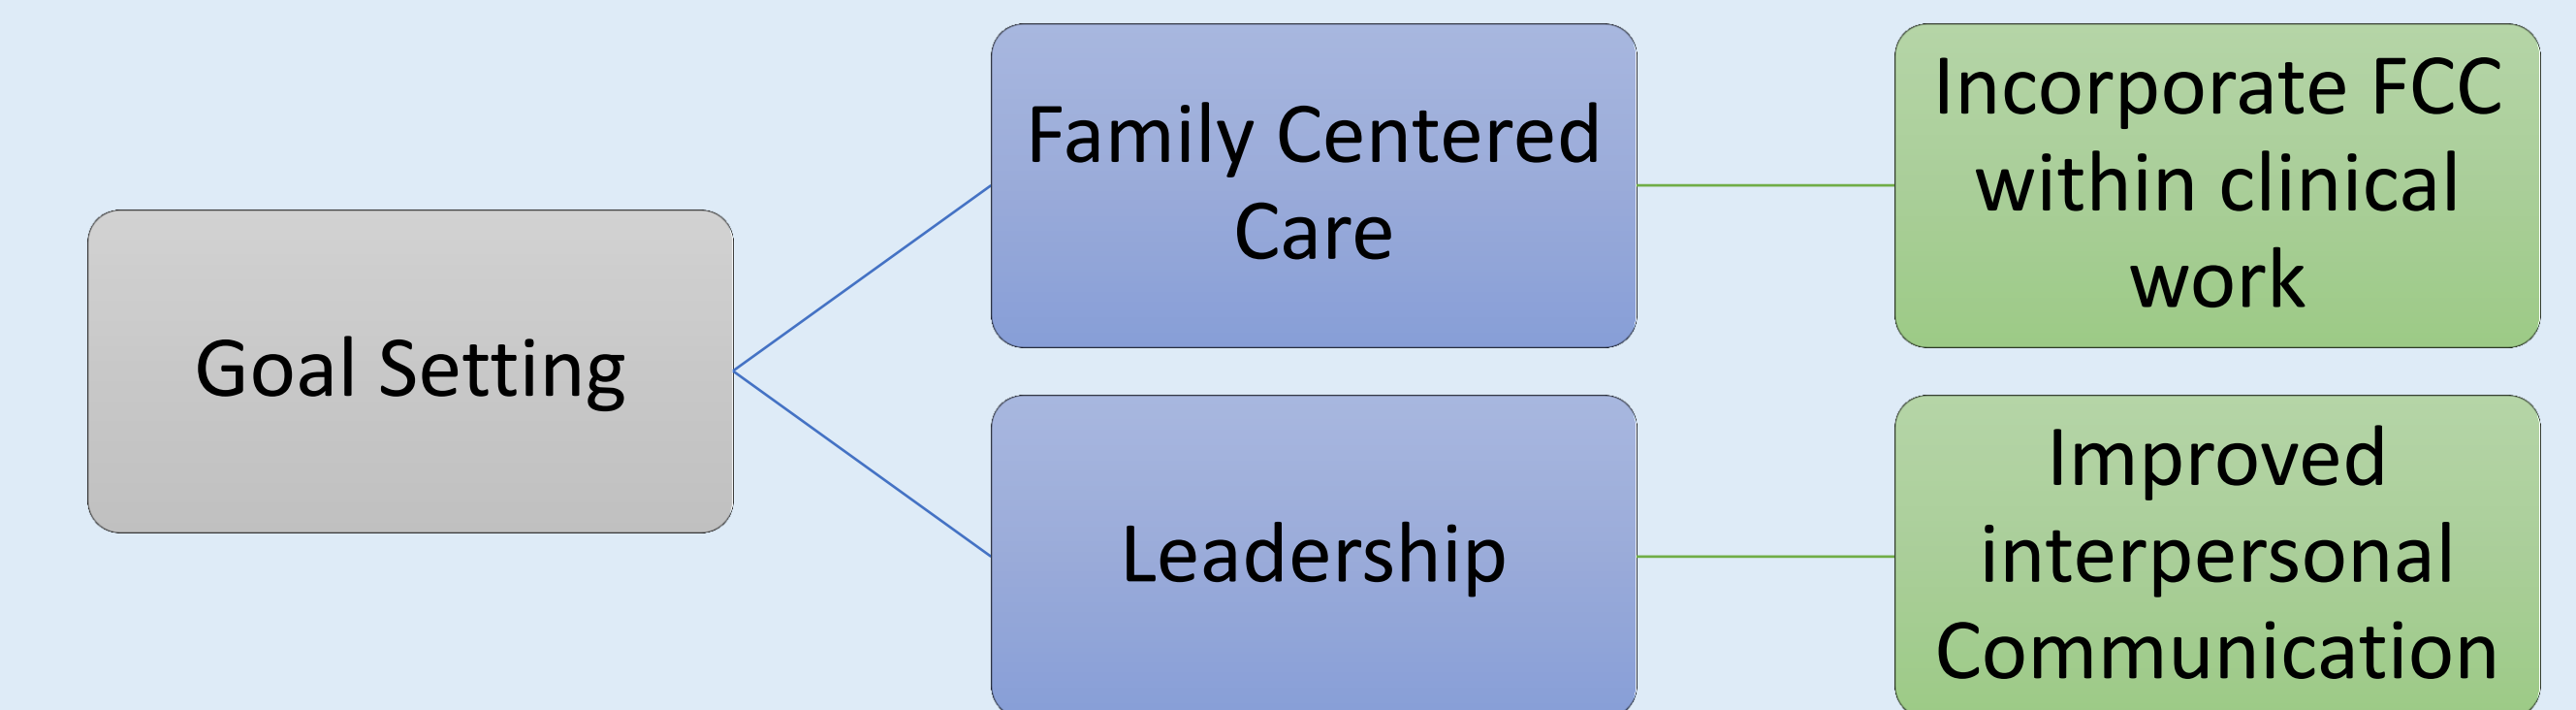 Goal Setting
Family Centered
Care
Incorporate FCC
within clinical
work
Leadership
Improved
interpersonal
Communication